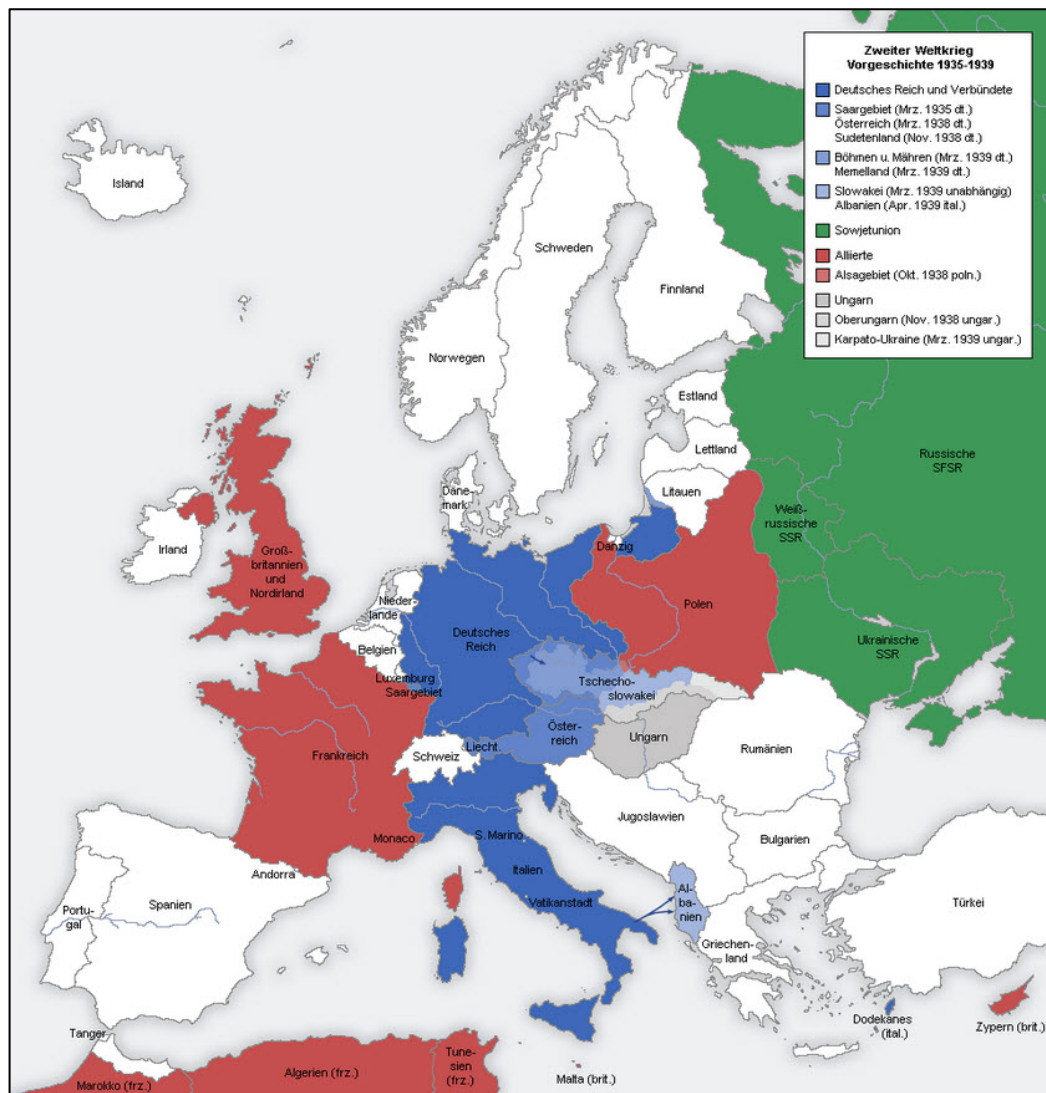 Zweiter Weltkrieg
Vorgeschichte 1935-1939
Deutsches Reich und Verbündete
Saargebiet (Mrz. 1935 dt.)
Österreich (Mrz. 1938 dt.)
Sudetenland (Nov. 1938 dt.)
Böhmen u. Mähren (Mrz. 1939 dt.)
Memelland (Mrz. 1939 dt.)
Slowakei (Mrz. 1939 unabhängig)
Albanien (Apr. 1939 ital.)
Sowjetunion
Alliierte
Alsagebiet (Okt. 1938 poln.)
Ungarn
Oberungarn (Nov. 1938 ungar.)
Karpato-Ukraine (Mrz. 1939 ungar.)
Island
Schweden
Finnland
Norwegen
Estland
Lettland
Russische
SFSR
Litauen
Däne-
mark
Weiß-
russische
SSR
Irland
Groß-
britannien
und
Nordirland
Danzig
Nieder-
lande
Polen
Deutsches
Reich
Belgien
Ukrainische
SSR
Luxemburg
Saargebiet
Tschecho-
slowakei
Öster-
reich
Liecht.
Ungarn
Rumänien
Schweiz
Frankreich
Jugoslawien
Monaco
S. Marino
Bulgarien
Italien
Andorra
Vatikanstadt
Al-
ba-
nien
Portu-
gal
Spanien
Türkei
Griechen-
land
Dodekanes
(ital.)
Zypern (brit.)
Tanger
Marokko (frz.)
Algerien (frz.)
Tune-
sien
(frz.)
Malta (brit.)